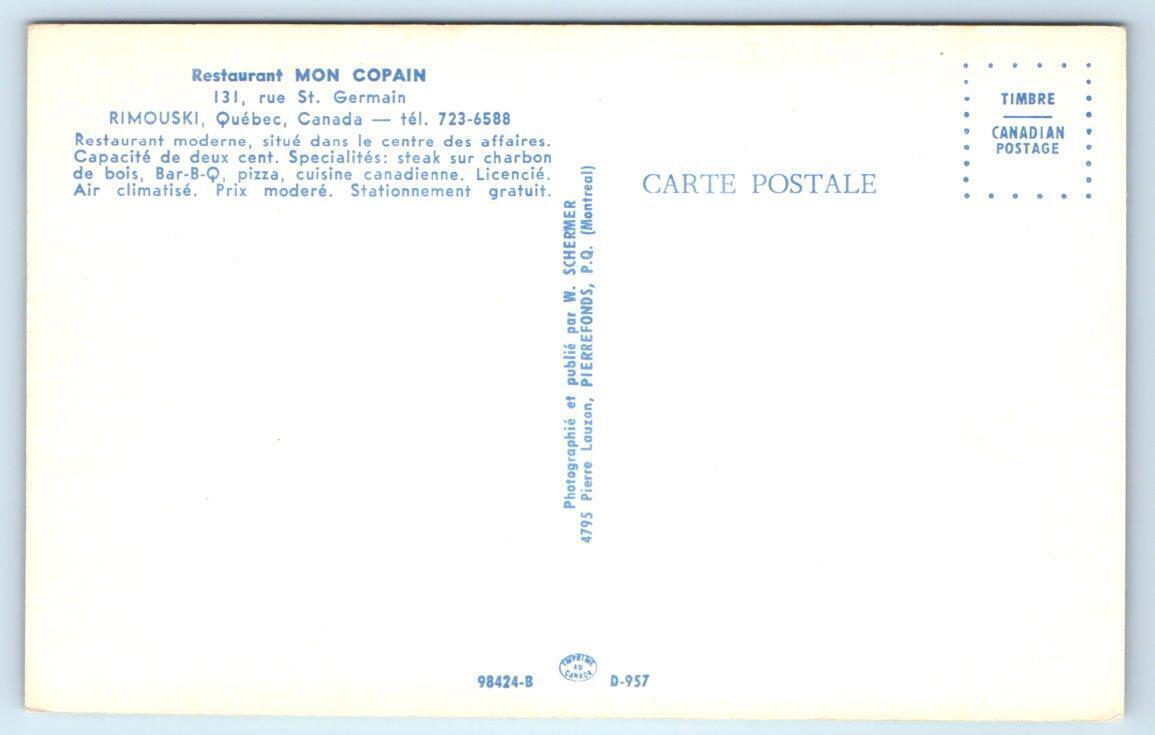 Restaurant MON COPAIN
131, rue St. Germain
RIMOUSKI, Québec, Canada — tél. 723-6588
Restaurant moderne, situé dans le centre des affaires.
Capacité de deux cent. Specialités: steak sur charbon
de bois, Bar-B-Q, pizza, cuisine canadienne. Licencié.
Air climatisé. Prix moderé. Stationnement gratuit.
Photographié et publié par W. SCHERMER
4795 Pierre Lauzon, PIERREFONDS, P.Q. (Montreal)
CARTE POSTALE
TIMBRE
CANADIAN
POSTAGE
98424-B
IMPRIMÉ
AU
CANADA
D-957